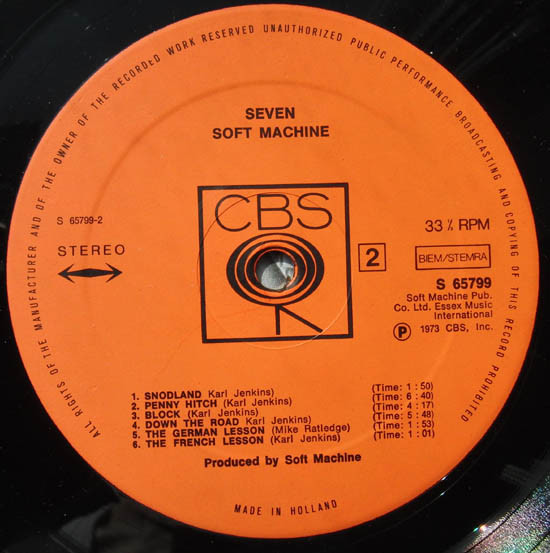 ALL RIGHTS OF THE MANUFACTURER AND OF THE OWNER OF THE RECORDED WORK RESERVED UNAUTHORIZED PUBLIC PERFORMANCE BROADCASTING AND COPYING OF THIS RECORD PROHIBITED
SEVEN
SOFT MACHINE
CBS
S 65799-2
STEREO
2
33 ⅓ RPM
BIEM/STEMRA
S 65799
Soft Machine Pub.
Co. Ltd. Essex Music
International
Ⓟ 1973 CBS, Inc.
1. SNODLAND Karl Jenkins (Time: 1 : 50)
2. PENNY HITCH (Karl Jenkins) (Time: 6 : 40)
3. BLOCK (Karl Jenkins) (Time: 4 : 17)
4. DOWN THE ROAD Karl Jenkins) (Time: 5 : 48)
5. THE GERMAN LESSON (Mike Ratledge) (Time: 1 : 53)
6. THE FRENCH LESSON (Karl Jenkins) (Time: 1 : 01)
Produced by Soft Machine
MADE IN HOLLAND